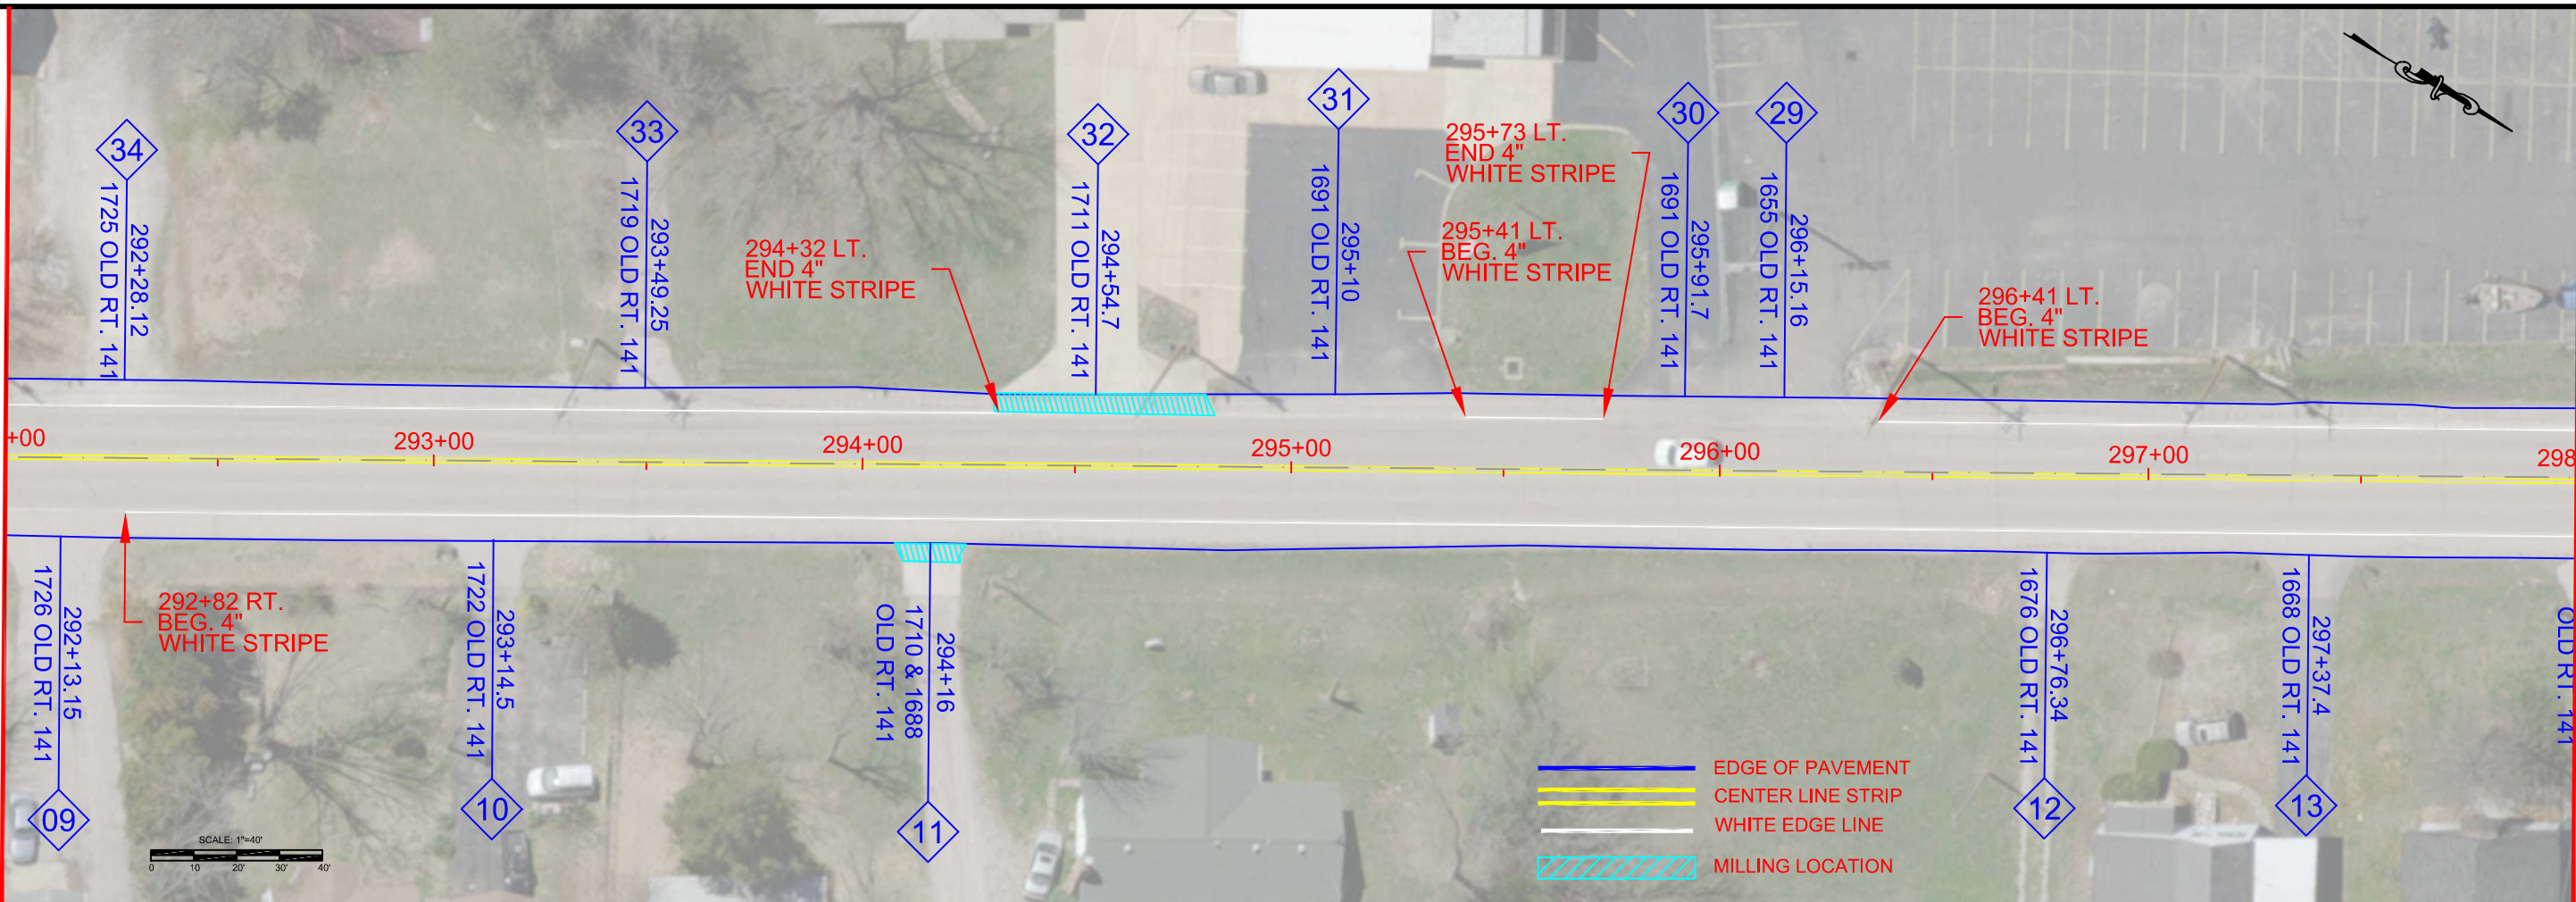 34
1725 OLD RT. 141
292+28.12
33
1719 OLD RT. 141
293+49.25
294+32 LT.
END 4"
WHITE STRIPE
32
1711 OLD RT. 141
294+54.7
31
1691 OLD RT. 141
295+10
295+73 LT.
END 4"
WHITE STRIPE
295+41 LT.
BEG. 4"
WHITE STRIPE
30
1691 OLD RT. 141
295+91.7
29
1655 OLD RT. 141
296+15.16
296+41 LT.
BEG. 4"
WHITE STRIPE
+00
293+00
294+00
295+00
296+00
297+00
298
1726 OLD RT. 141
292+13.15
09
292+82 RT.
BEG. 4"
WHITE STRIPE
1722 OLD RT. 141
293+14.5
10
294+16
1710 & 1688
OLD RT. 141
11
1676 OLD RT. 141
296+76.34
12
1668 OLD RT. 141
297+37.4
13
OLD RT. 141
SCALE: 1"=40'
0 10 20' 30' 40'
EDGE OF PAVEMENT
CENTER LINE STRIP
WHITE EDGE LINE
MILLING LOCATION